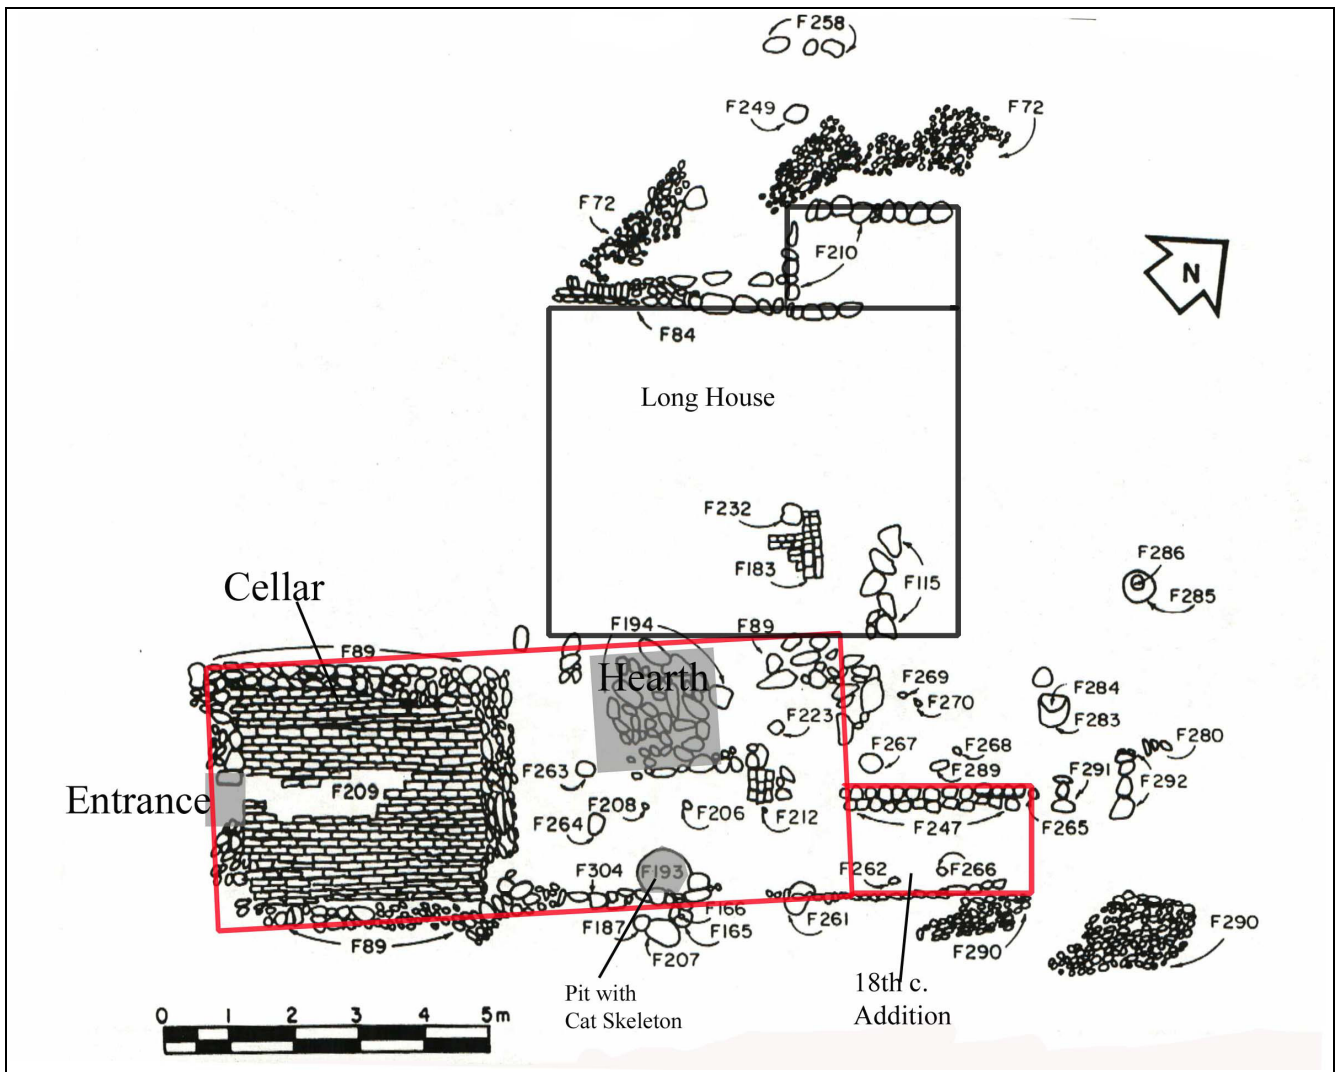 F258
F249
F72
F72
F210
N
F84
Long House
F232
F183
F115
F286
F285
Cellar
F194
F89
F89
Hearth
F269
F270
F284
F283
F223
F267
F268
F289
F280
F291
F292
F263
Entrance
F209
F208
F206
F212
F264
F247
F265
F304
F193
F262
F266
F166
F187
F165
F261
F89
F207
F290
F290
Pit with
Cat Skeleton
18th c.
Addition
0 1 2 3 4 5m